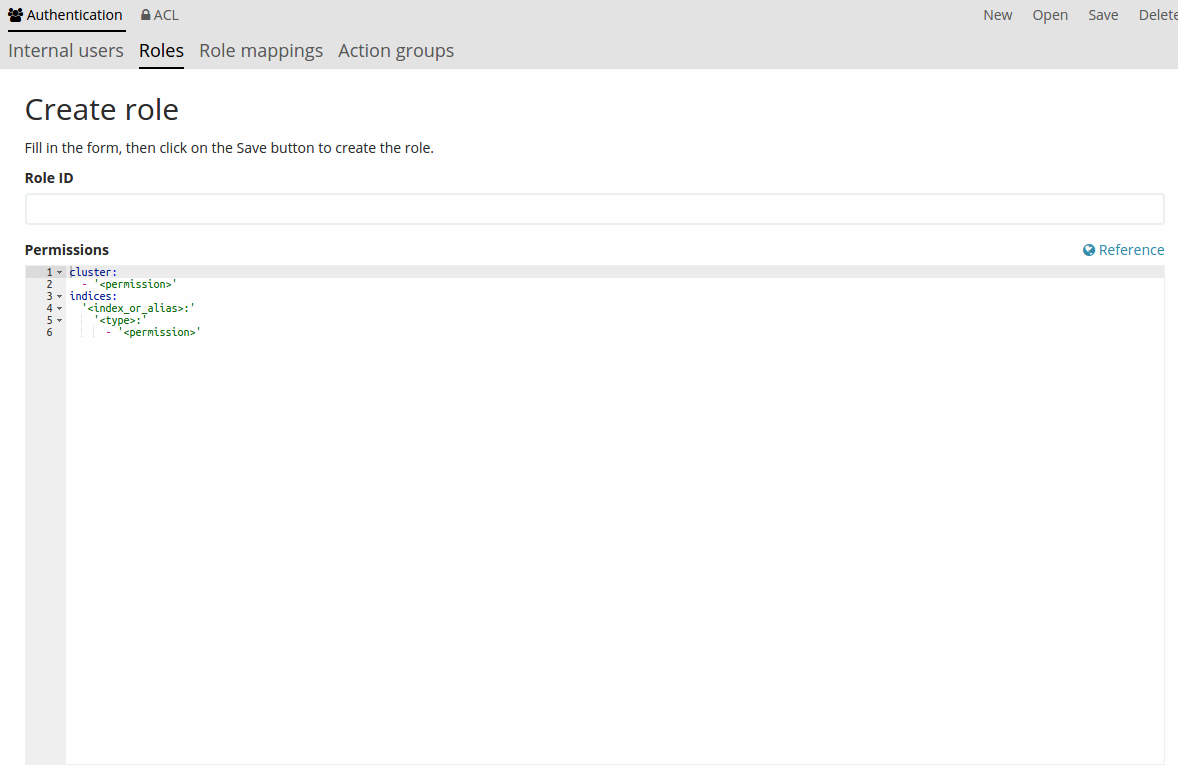 Authentication ACL New Open Save Delete
Internal users Roles Role mappings Action groups
Create role
Fill in the form, then click on the Save button to create the role.
Role ID
Permissions Reference
1 cluster:
2   - '<permission>'
3 indices:
4   '<index_or_alias>:'
5     '<type>:'
6       - '<permission>'